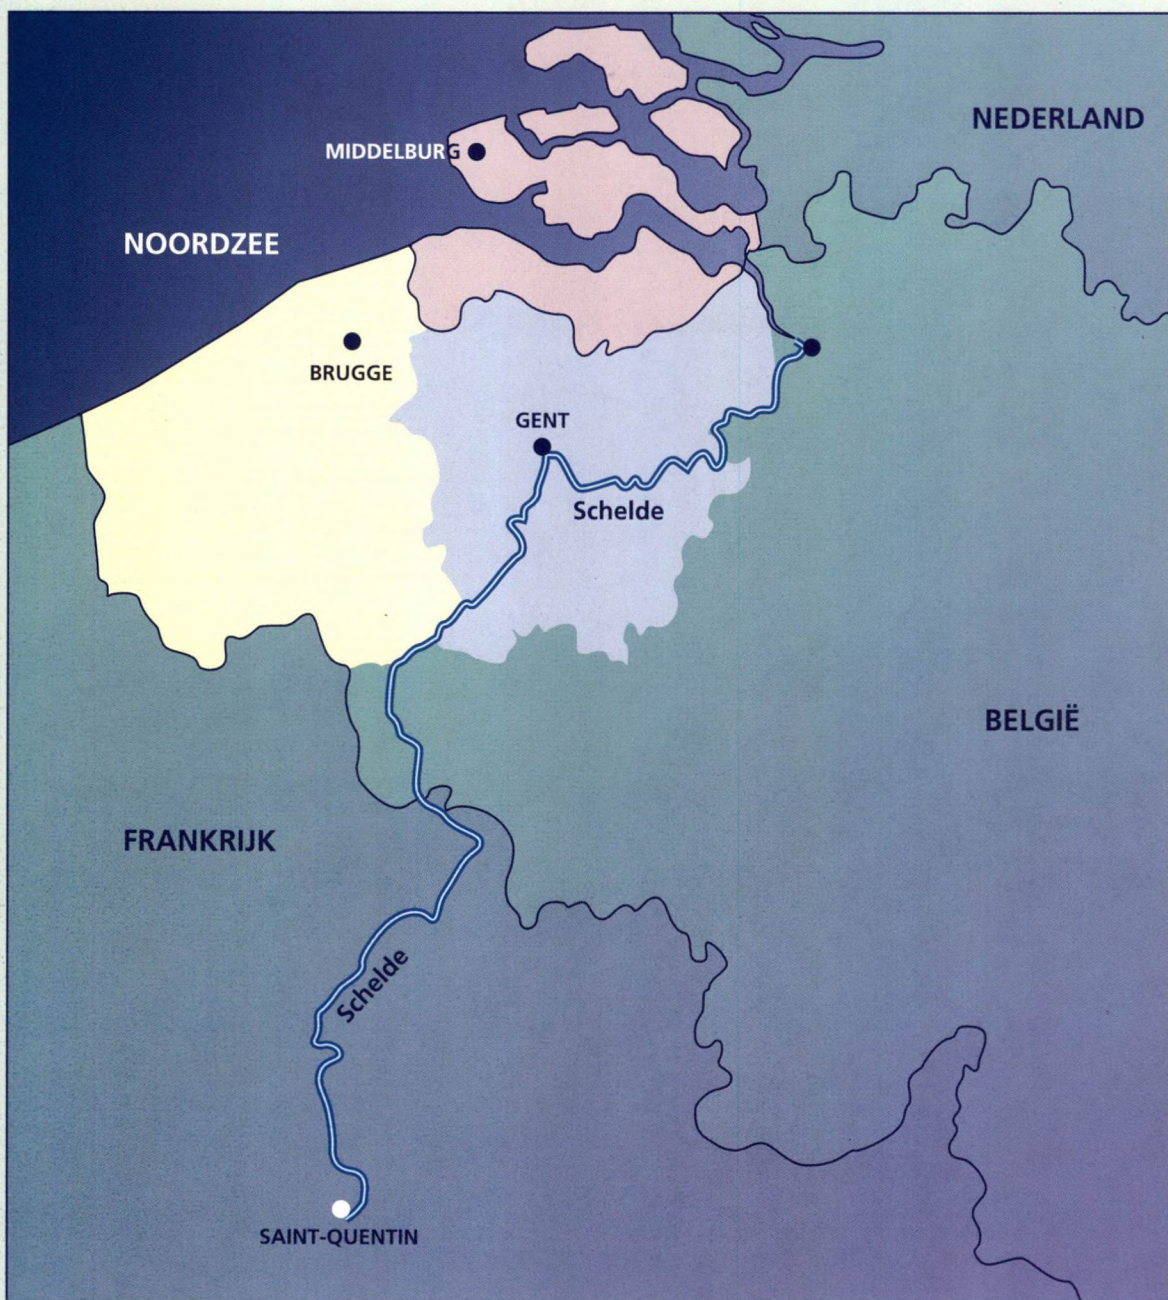 NEDERLAND
MIDDELBURG
NOORDZEE
BRUGGE
GENT
Schelde
BELGIË
FRANKRIJK
Schelde
SAINT-QUENTIN